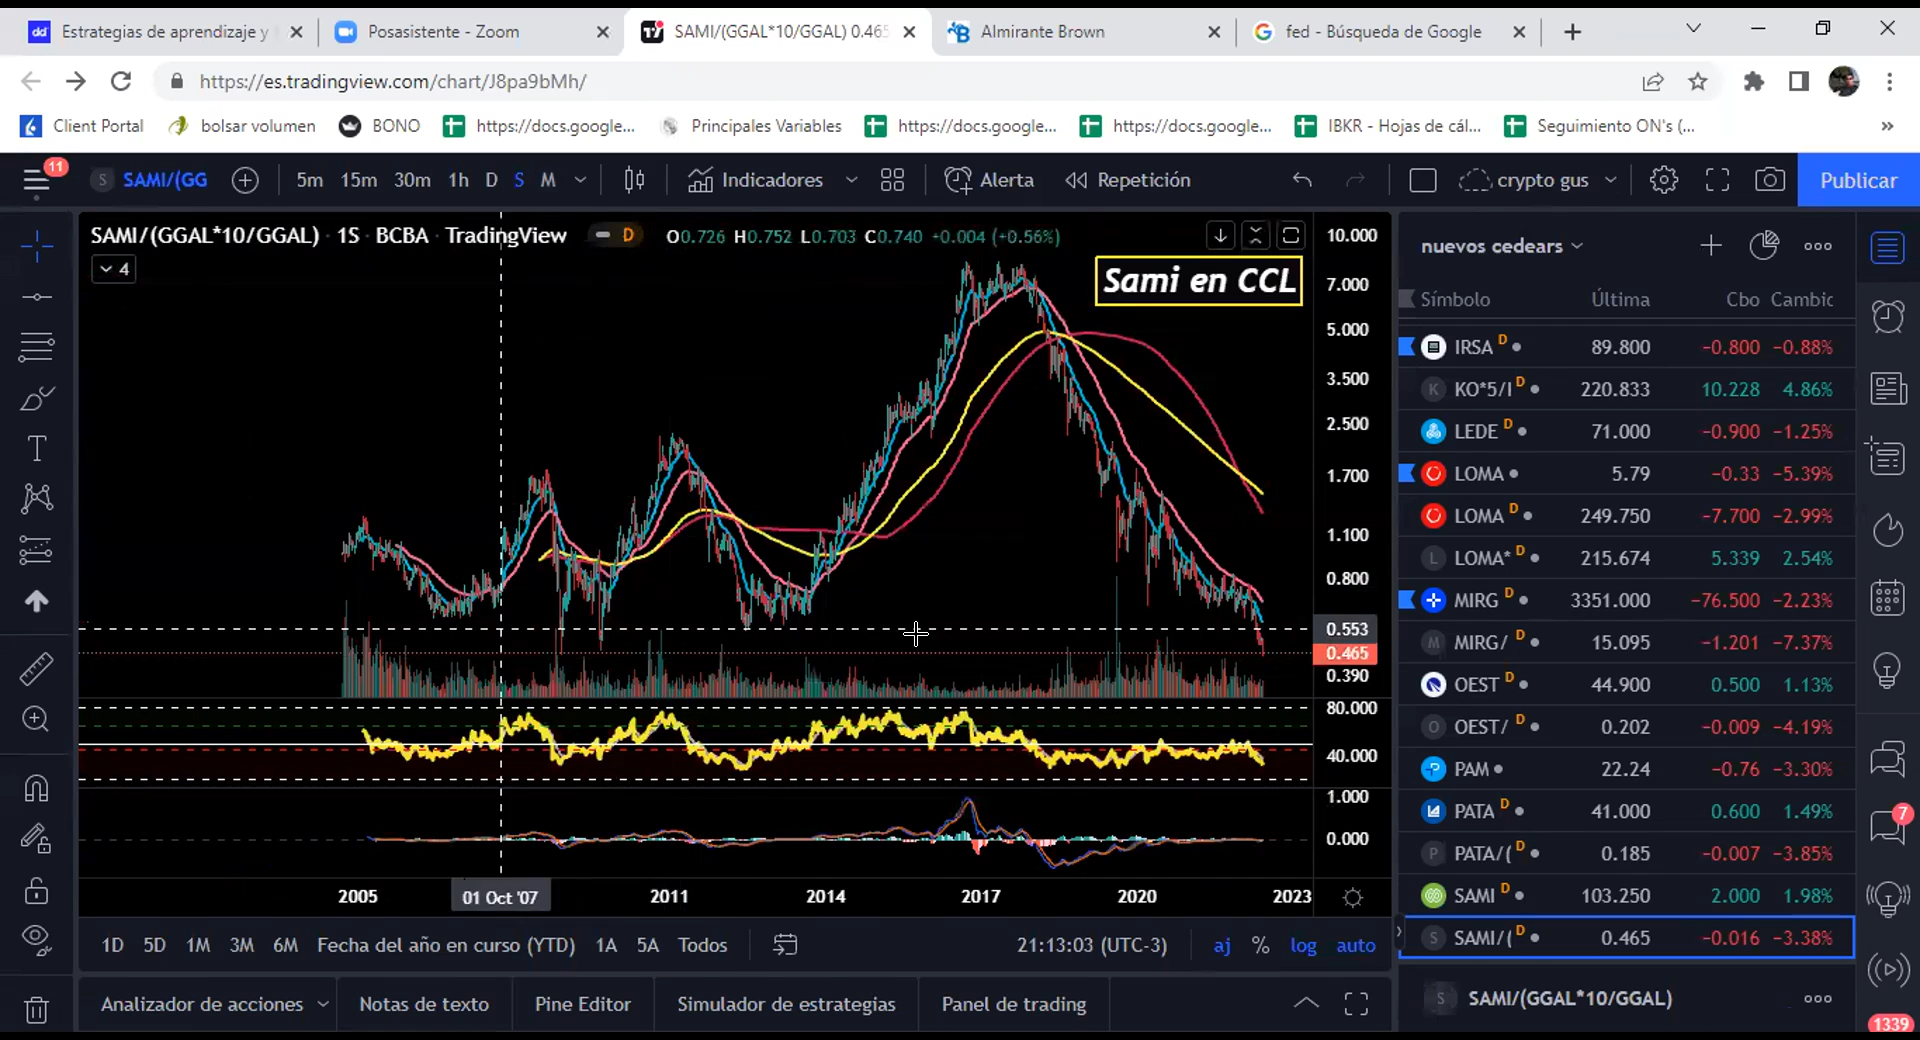 Estrategias de aprendizaje y
Posasistente - Zoom
SAMI/(GGAL*10/GGAL) 0.465
Almirante Brown
fed - Búsqueda de Google
https://es.tradingview.com/chart/J8pa9bMh/
Client Portal
bolsar volumen
BONO
https://docs.google...
Principales Variables
https://docs.google...
https://docs.google...
IBKR - Hojas de cál...
Seguimiento ON's (...
11
S SAMI/(GG
5m 15m 30m 1h D S M
Indicadores
Alerta
Repetición
crypto gus
Publicar
SAMI/(GGAL*10/GGAL) · 1S · BCBA · TradingView
D
O0.726 H0.752 L0.703 C0.740 +0.004 (+0.56%)
4
Sami en CCL
10.000
7.000
5.000
3.500
2.500
1.700
1.100
0.800
0.553
0.465
0.390
80.000
40.000
1.000
0.000
2005 01 Oct '07 2011 2014 2017 2020 2023
1D 5D 1M 3M 6M Fecha del año en curso (YTD) 1A 5A Todos
21:13:03 (UTC-3) aj % log auto
Analizador de acciones Notas de texto Pine Editor Simulador de estrategias Panel de trading
nuevos cedears
Símbolo Última Cbo Cambic
IRSA D 89.800 −0.800 −0.88%
K KO*5/I D 220.833 10.228 4.86%
LEDE D 71.000 −0.900 −1.25%
LOMA 5.79 −0.33 −5.39%
LOMA D 249.750 −7.700 −2.99%
L LOMA* D 215.674 5.339 2.54%
MIRG D 3351.000 −76.500 −2.23%
M MIRG/ D 15.095 −1.201 −7.37%
OEST D 44.900 0.500 1.13%
O OEST/ D 0.202 −0.009 −4.19%
PAM 22.24 −0.76 −3.30%
PATA D 41.000 0.600 1.49%
P PATA/( D 0.185 −0.007 −3.85%
SAMI D 103.250 2.000 1.98%
S SAMI/( D 0.465 −0.016 −3.38%
S SAMI/(GGAL*10/GGAL)
7
1339